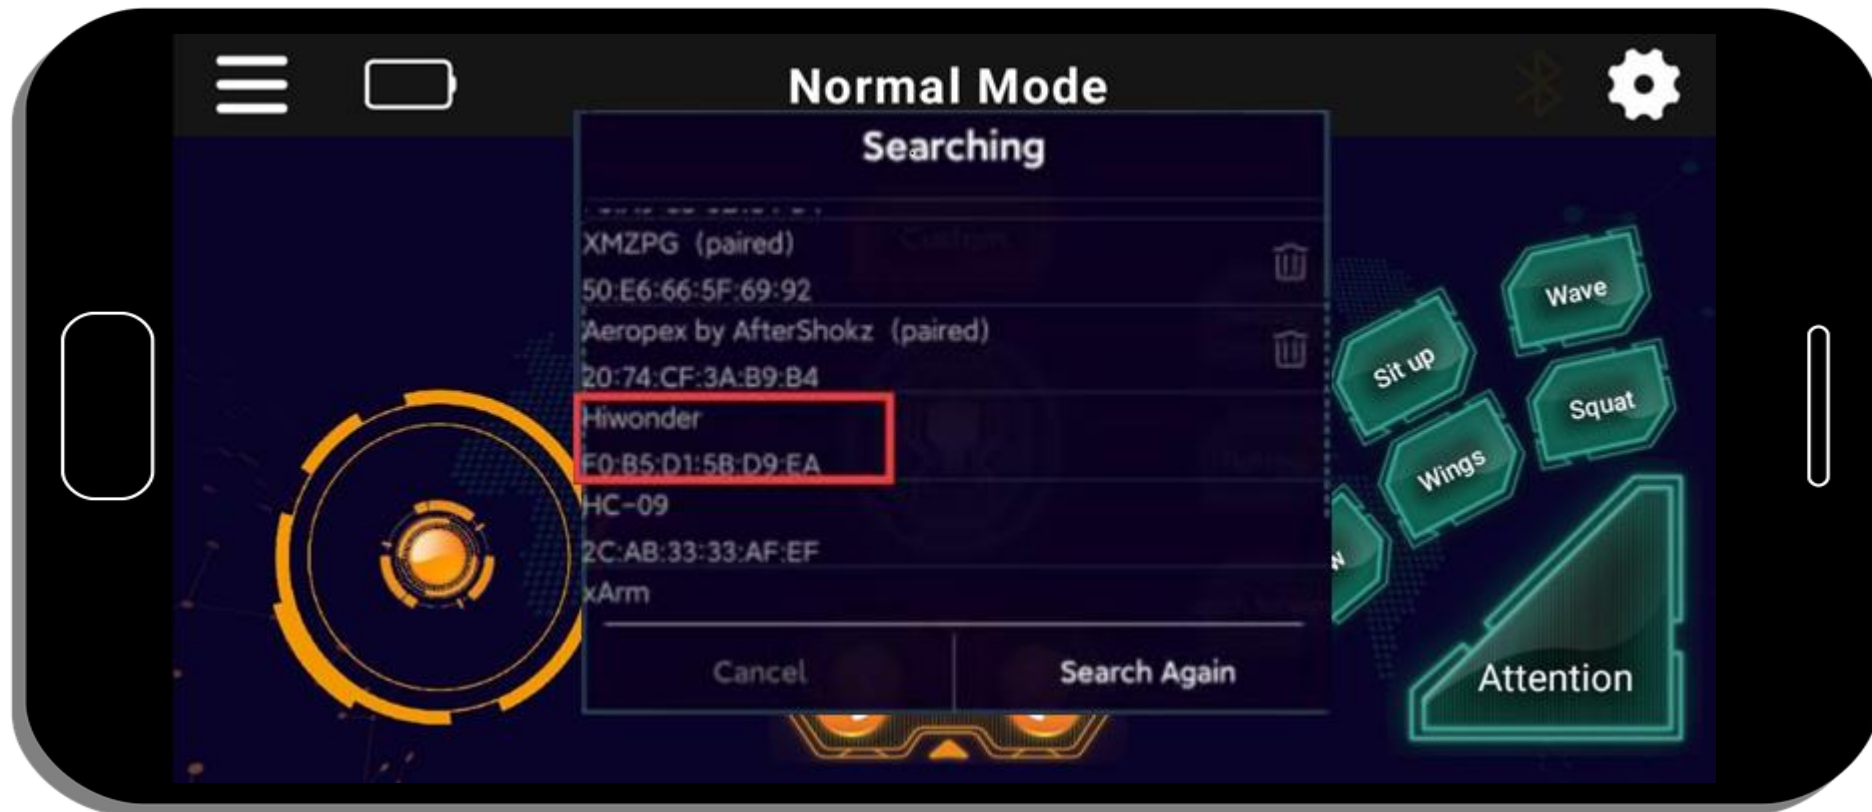 Normal Mode
Searching
XMZPG (paired)
50:E6:66:5F:69:92
Aeropex by AfterShokz (paired)
20:74:CF:3A:B9:B4
Hiwonder
F0:B5:D1:5B:D9:EA
HC-09
2C:AB:33:33:AF:EF
xArm
Cancel
Search Again
Custom
Wave
Sit up
Squat
Wings
Attention